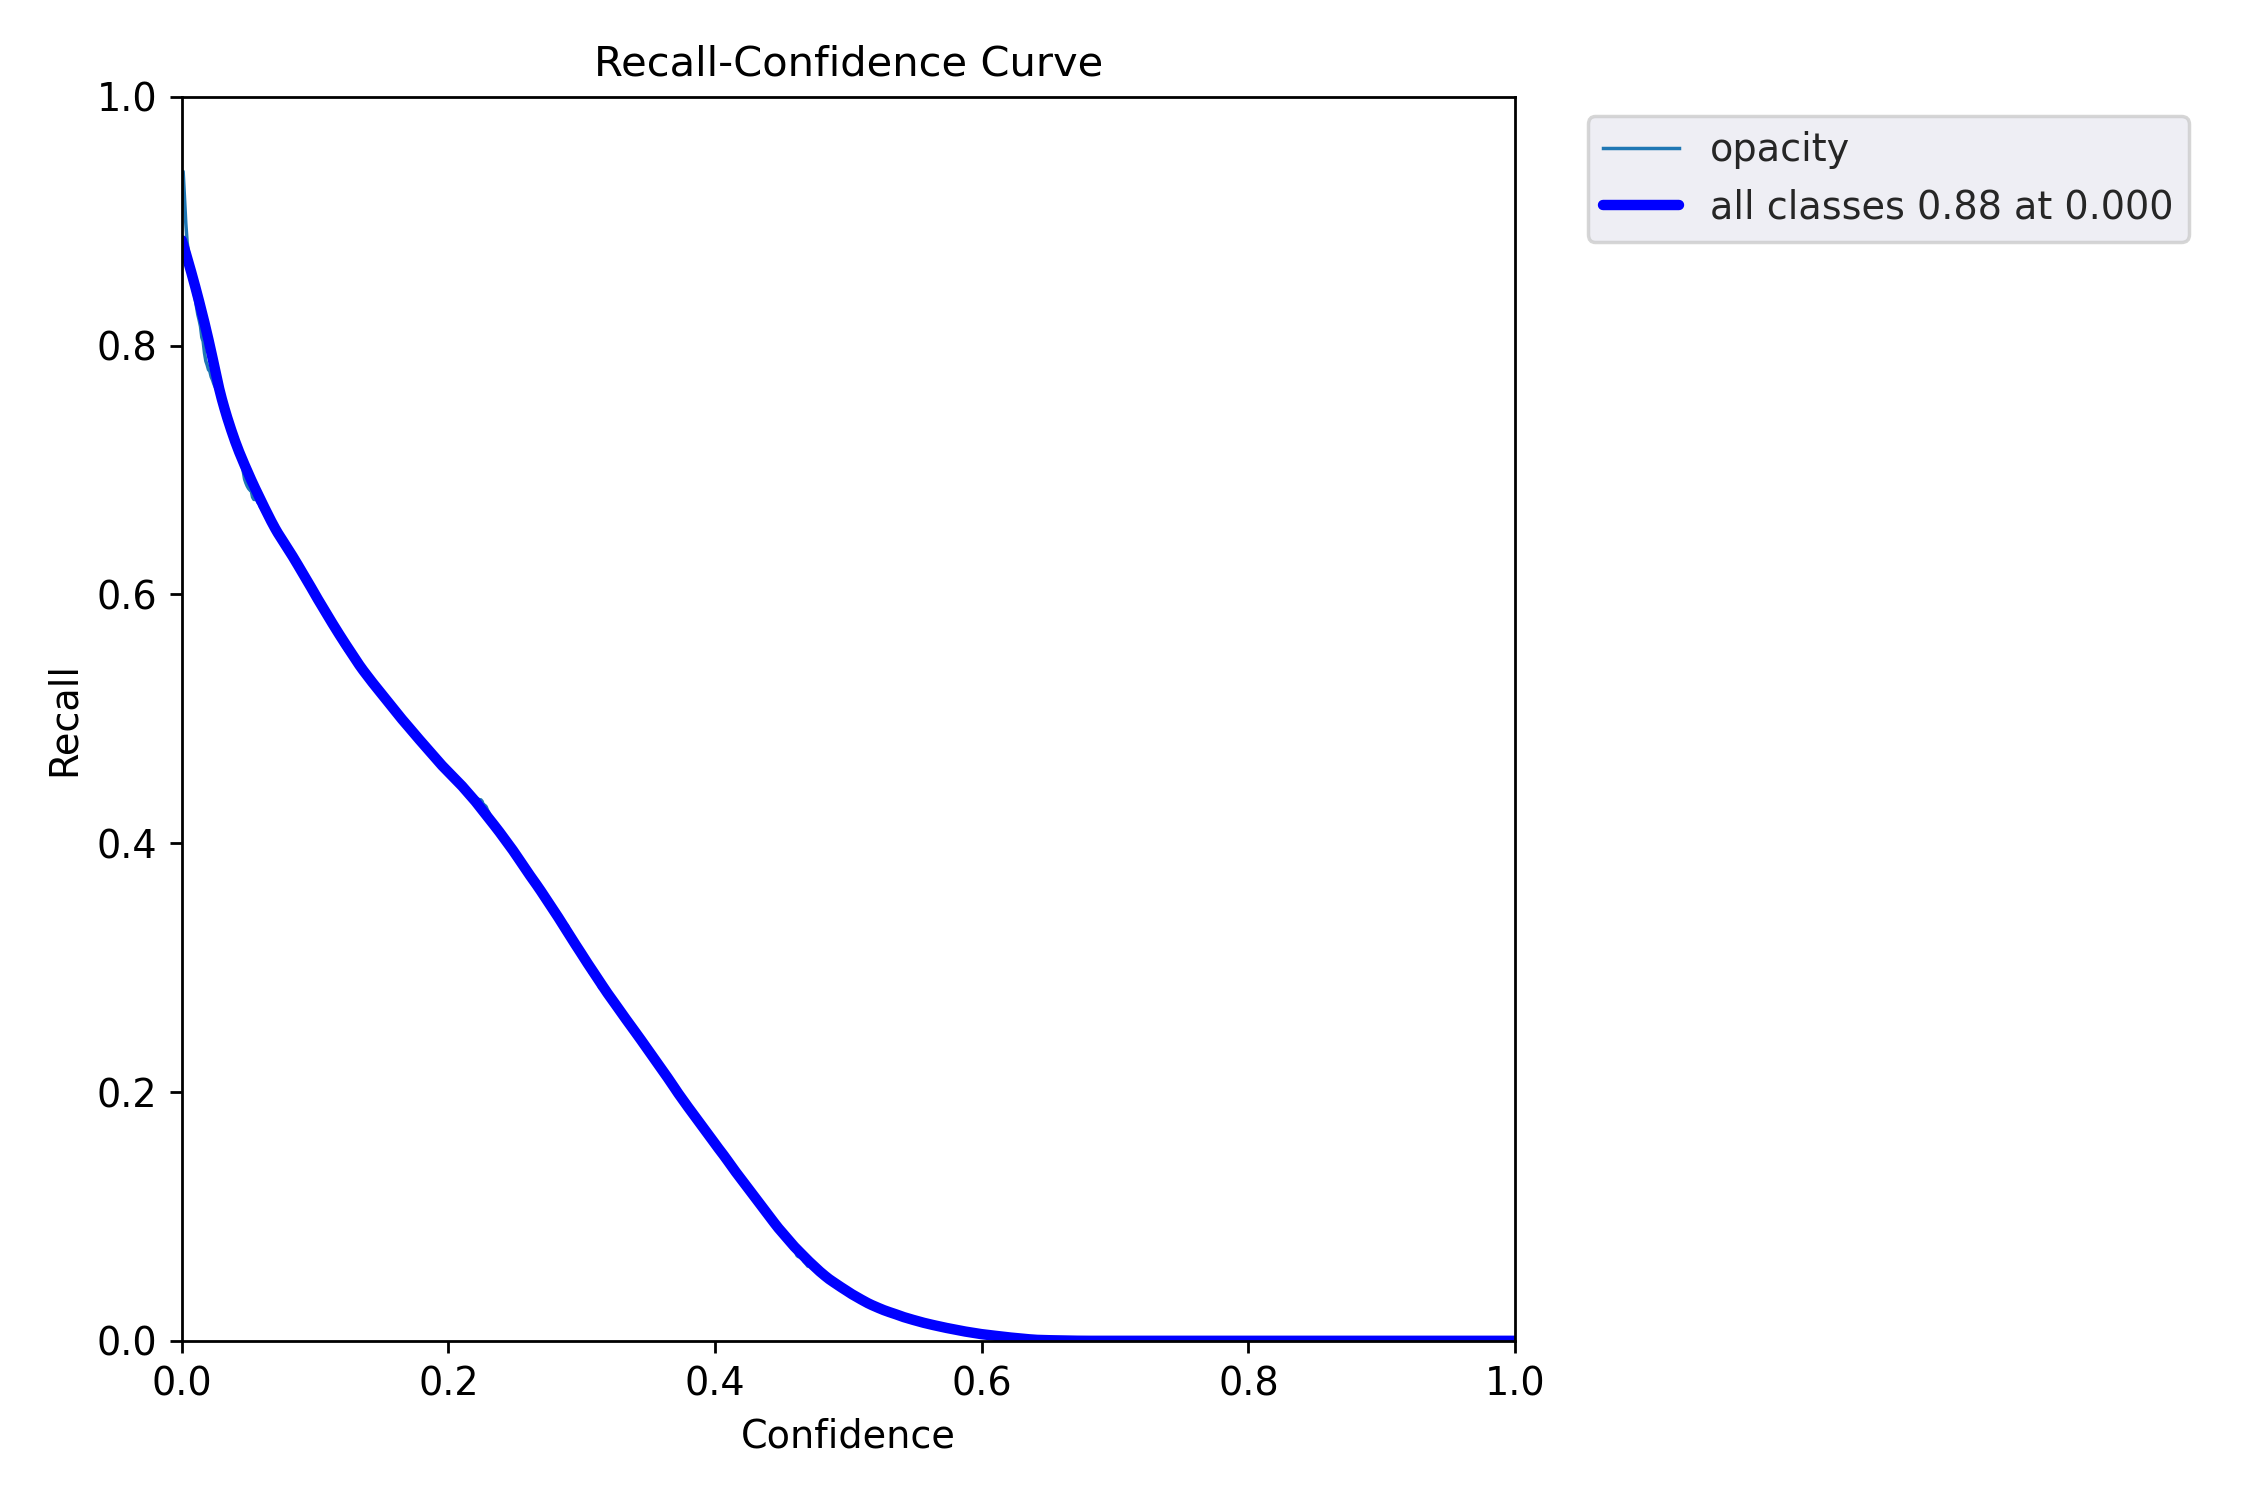 Recall-Confidence Curve
1.0
0.8
0.6
0.4
0.2
0.0
Recall
0.0 0.2 0.4 0.6 0.8 1.0
Confidence
opacity
all classes 0.88 at 0.000